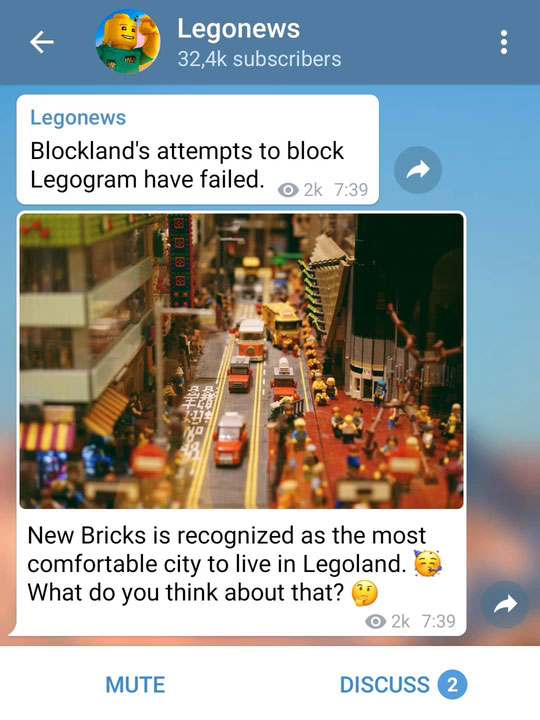 Legonews
32,4k subscribers
Legonews
Blockland's attempts to block
Legogram have failed.
2k 7:39
New Bricks is recognized as the most
comfortable city to live in Legoland. 🥳
What do you think about that? 🤔
2k 7:39
MUTE
DISCUSS 2